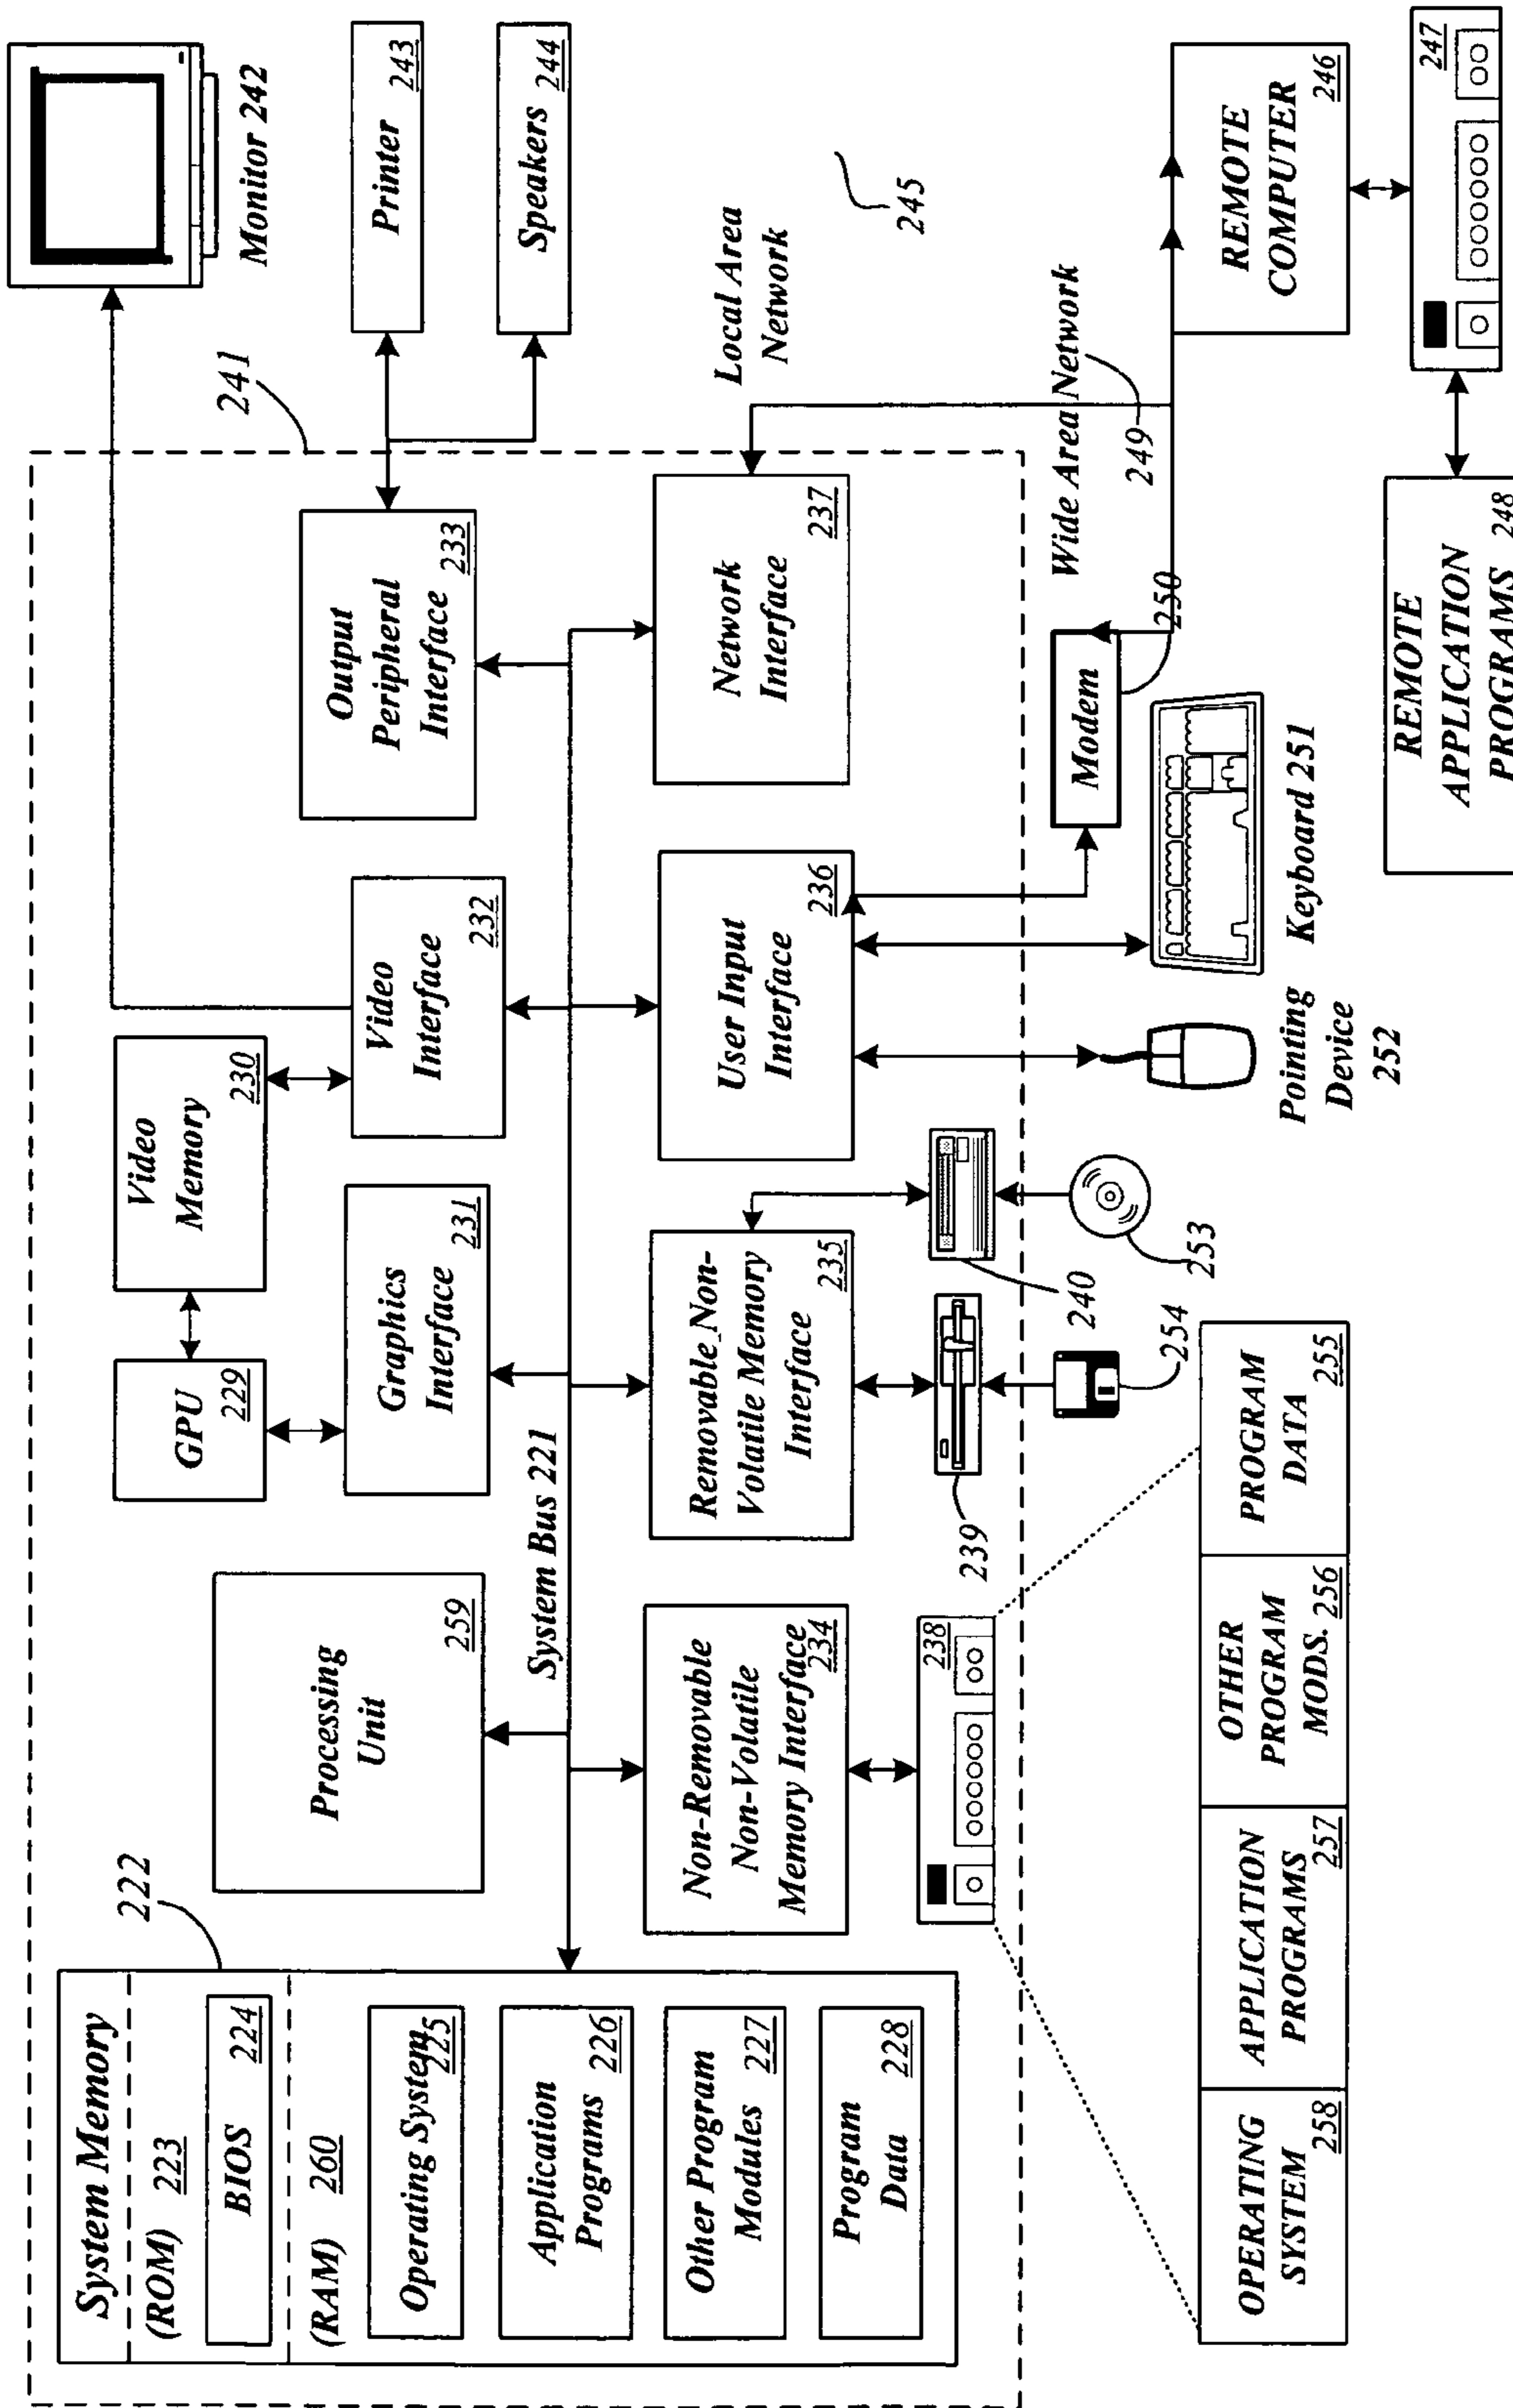 System Memory
(ROM) 223
BIOS 224
(RAM) 260
Operating System
225
Application
Programs 226
Other Program
Modules 227
Program
Data 228
222
Processing
Unit
259
GPU
229
Video
Memory 230
Graphics
Interface 231
Video
Interface 232
Output
Peripheral
Interface 233
241
Monitor 242
Printer 243
Speakers 244
System Bus 221
Non-Removable
Non-Volatile
Memory Interface
234
Removable Non-
Volatile Memory
Interface 235
User Input
Interface 236
Network
Interface 237
Local Area
Network
245
238
239
240
253
254
Pointing
Device
252
Keyboard 251
Modem
250
Wide Area Network
249
REMOTE
COMPUTER
246
247
REMOTE
APPLICATION
PROGRAMS 248
OPERATING
SYSTEM 258
APPLICATION
PROGRAMS 257
OTHER
PROGRAM
MODS. 256
PROGRAM
DATA 255